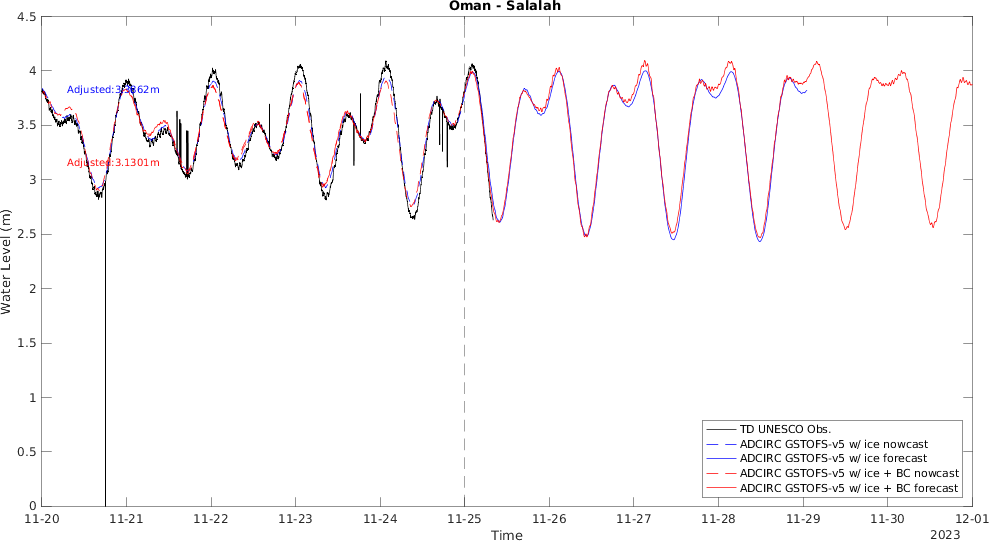 Oman - Salalah
4.5
4
3.5
3
2.5
2
1.5
1
0.5
0
Water Level (m)
Adjusted:3.1301m
TD UNESCO Obs.
ADCIRC GSTOFS-v5 w/ ice nowcast
ADCIRC GSTOFS-v5 w/ ice forecast
ADCIRC GSTOFS-v5 w/ ice + BC nowcast
ADCIRC GSTOFS-v5 w/ ice + BC forecast
11-20 11-21 11-22 11-23 11-24 11-25 11-26 11-27 11-28 11-29 11-30 12-01
Time
2023